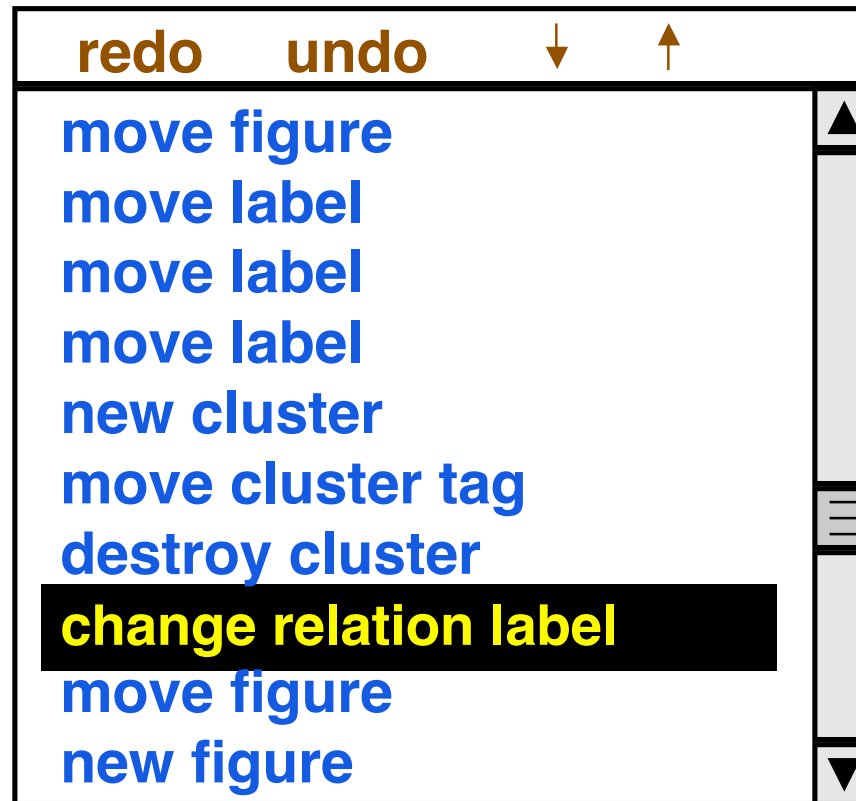 redo undo ↓ ↑
move figure
move label
move label
move label
new cluster
move cluster tag
destroy cluster
change relation label
move figure
new figure